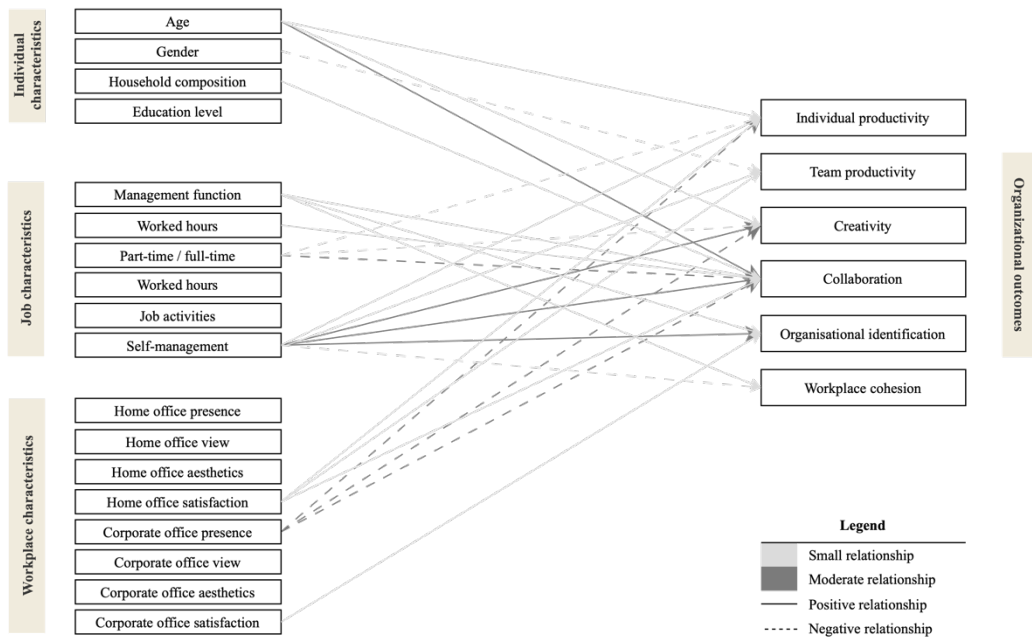 Individual characteristics
Age
Gender
Household composition
Education level
Job characteristics
Management function
Worked hours
Part-time / full-time
Worked hours
Job activities
Self-management
Workplace characteristics
Home office presence
Home office view
Home office aesthetics
Home office satisfaction
Corporate office presence
Corporate office view
Corporate office aesthetics
Corporate office satisfaction
Individual productivity
Team productivity
Creativity
Collaboration
Organisational identification
Workplace cohesion
Organizational outcomes
Legend
Small relationship
Moderate relationship
Positive relationship
Negative relationship